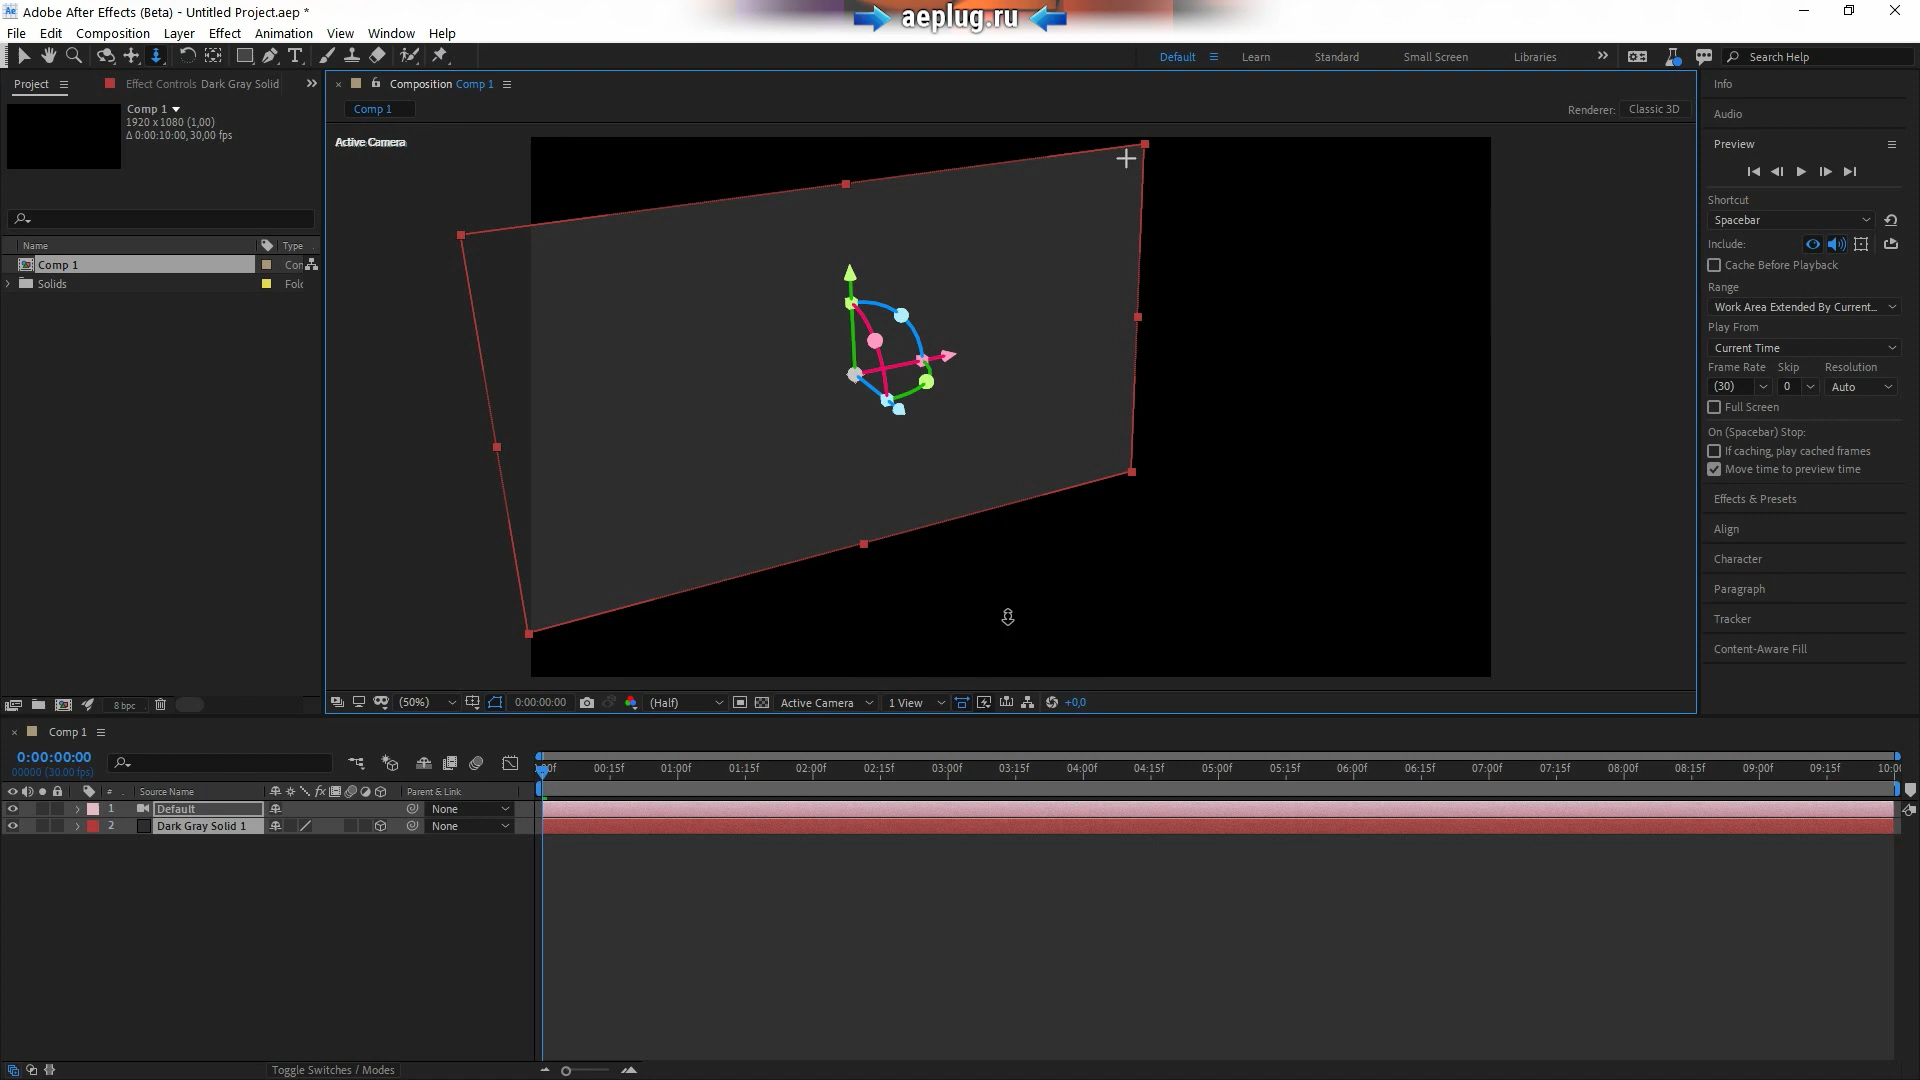 Adobe After Effects (Beta) - Untitled Project.aep *
aeplug.ru
File Edit Composition Layer Effect Animation View Window Help
Default Learn Standard Small Screen Libraries Search Help
Project Effect Controls Dark Gray Solid
Composition Comp 1
Info
Comp 1
1920 x 1080 (1,00)
Δ 0:00:10:00, 30,00 fps
Comp 1
Renderer: Classic 3D
Audio
Active Camera
Preview
Shortcut
Spacebar
Include:
Cache Before Playback
Range
Work Area Extended By Current...
Play From
Current Time
Frame Rate Skip Resolution
(30) 0 Auto
Full Screen
On (Spacebar) Stop:
If caching, play cached frames
Move time to preview time
Effects & Presets
Align
Character
Paragraph
Tracker
Content-Aware Fill
Name Type
Comp 1 Con
Solids Fold
8 bpc
(50%) 0:00:00:00 (Half) Active Camera 1 View +0,0
Comp 1
0:00:00:00
00000 (30.00 fps)
:00f 00:15f 01:00f 01:15f 02:00f 02:15f 03:00f 03:15f 04:00f 04:15f 05:00f 05:15f 06:00f 06:15f 07:00f 07:15f 08:00f 08:15f 09:00f 09:15f 10:00
# Source Name fx Parent & Link
1 Default None
2 Dark Gray Solid 1 None
Toggle Switches / Modes